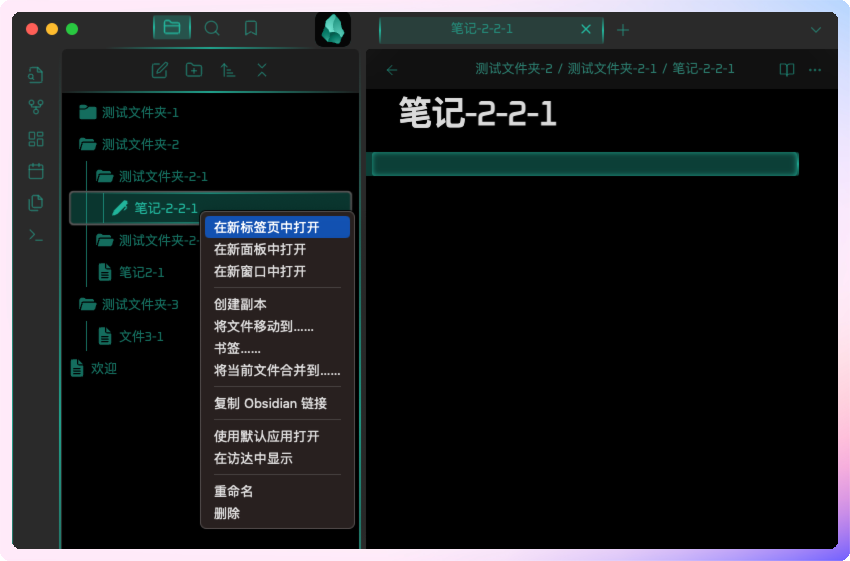 笔记-2-2-1
测试文件夹-2 / 测试文件夹-2-1 / 笔记-2-2-1
笔记-2-2-1
测试文件夹-1
测试文件夹-2
测试文件夹-2-1
笔记-2-2-1
测试文件夹-2-
笔记2-1
测试文件夹-3
文件3-1
欢迎
在新标签页中打开
在新面板中打开
在新窗口中打开
创建副本
将文件移动到……
书签……
将当前文件合并到……
复制 Obsidian 链接
使用默认应用打开
在访达中显示
重命名
删除